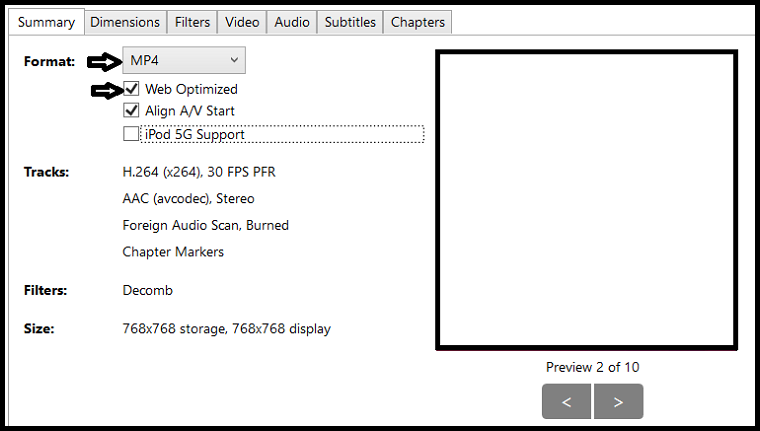 Summary Dimensions Filters Video Audio Subtitles Chapters
Format: MP4
Web Optimized
Align A/V Start
iPod 5G Support
Tracks: H.264 (x264), 30 FPS PFR
AAC (avcodec), Stereo
Foreign Audio Scan, Burned
Chapter Markers
Filters: Decomb
Size: 768x768 storage, 768x768 display
Preview 2 of 10
< >